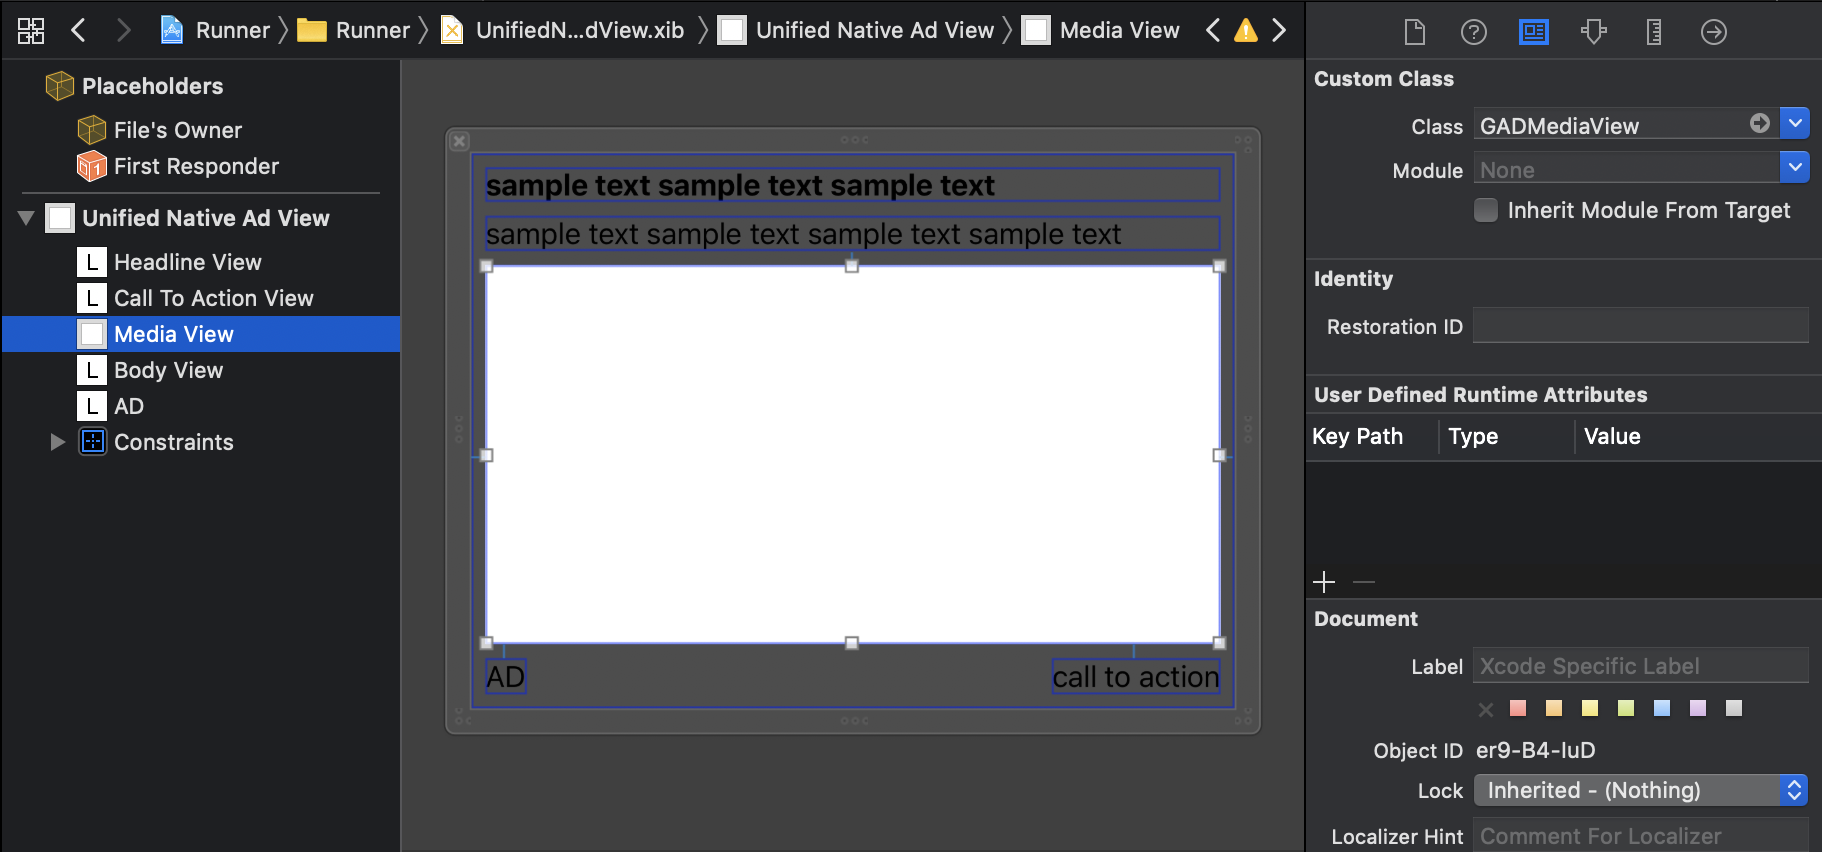 Runner Runner UnifiedN...dView.xib Unified Native Ad View Media View
Placeholders
File's Owner
First Responder
Unified Native Ad View
L Headline View
L Call To Action View
Media View
L Body View
L AD
Constraints
sample text sample text sample text
sample text sample text sample text sample text
AD
call to action
Custom Class
Class GADMediaView
Module None
Inherit Module From Target
Identity
Restoration ID
User Defined Runtime Attributes
Key Path Type Value
Document
Label Xcode Specific Label
Object ID er9-B4-luD
Lock Inherited - (Nothing)
Localizer Hint Comment For Localizer